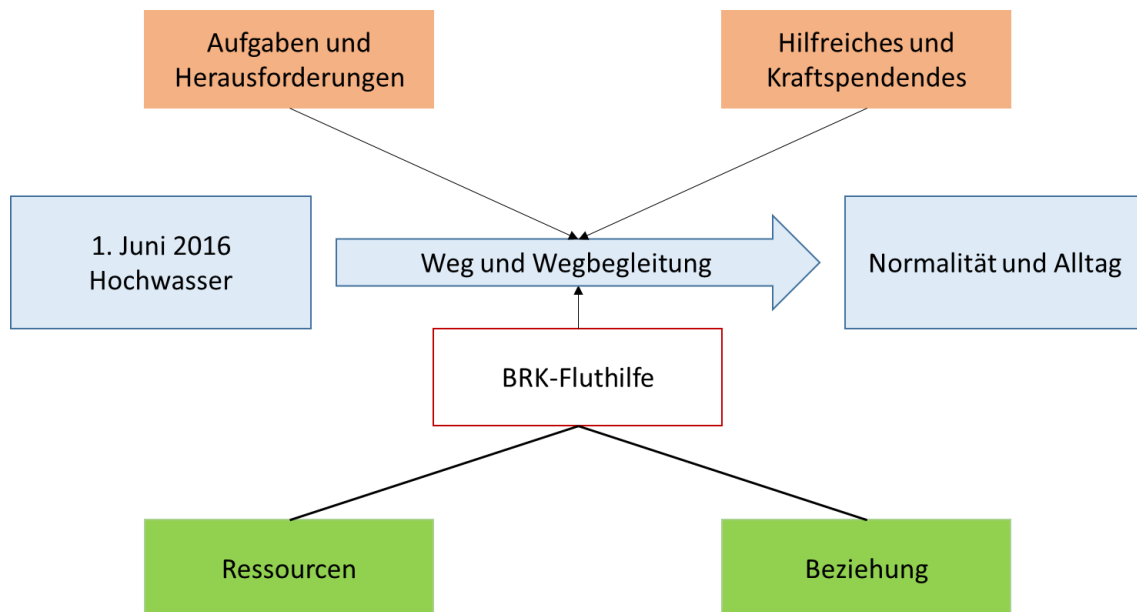 Aufgaben und
Herausforderungen
Hilfreiches und
Kraftspendendes
1. Juni 2016
Hochwasser
Weg und Wegbegleitung
Normalität und Alltag
BRK-Fluthilfe
Ressourcen
Beziehung